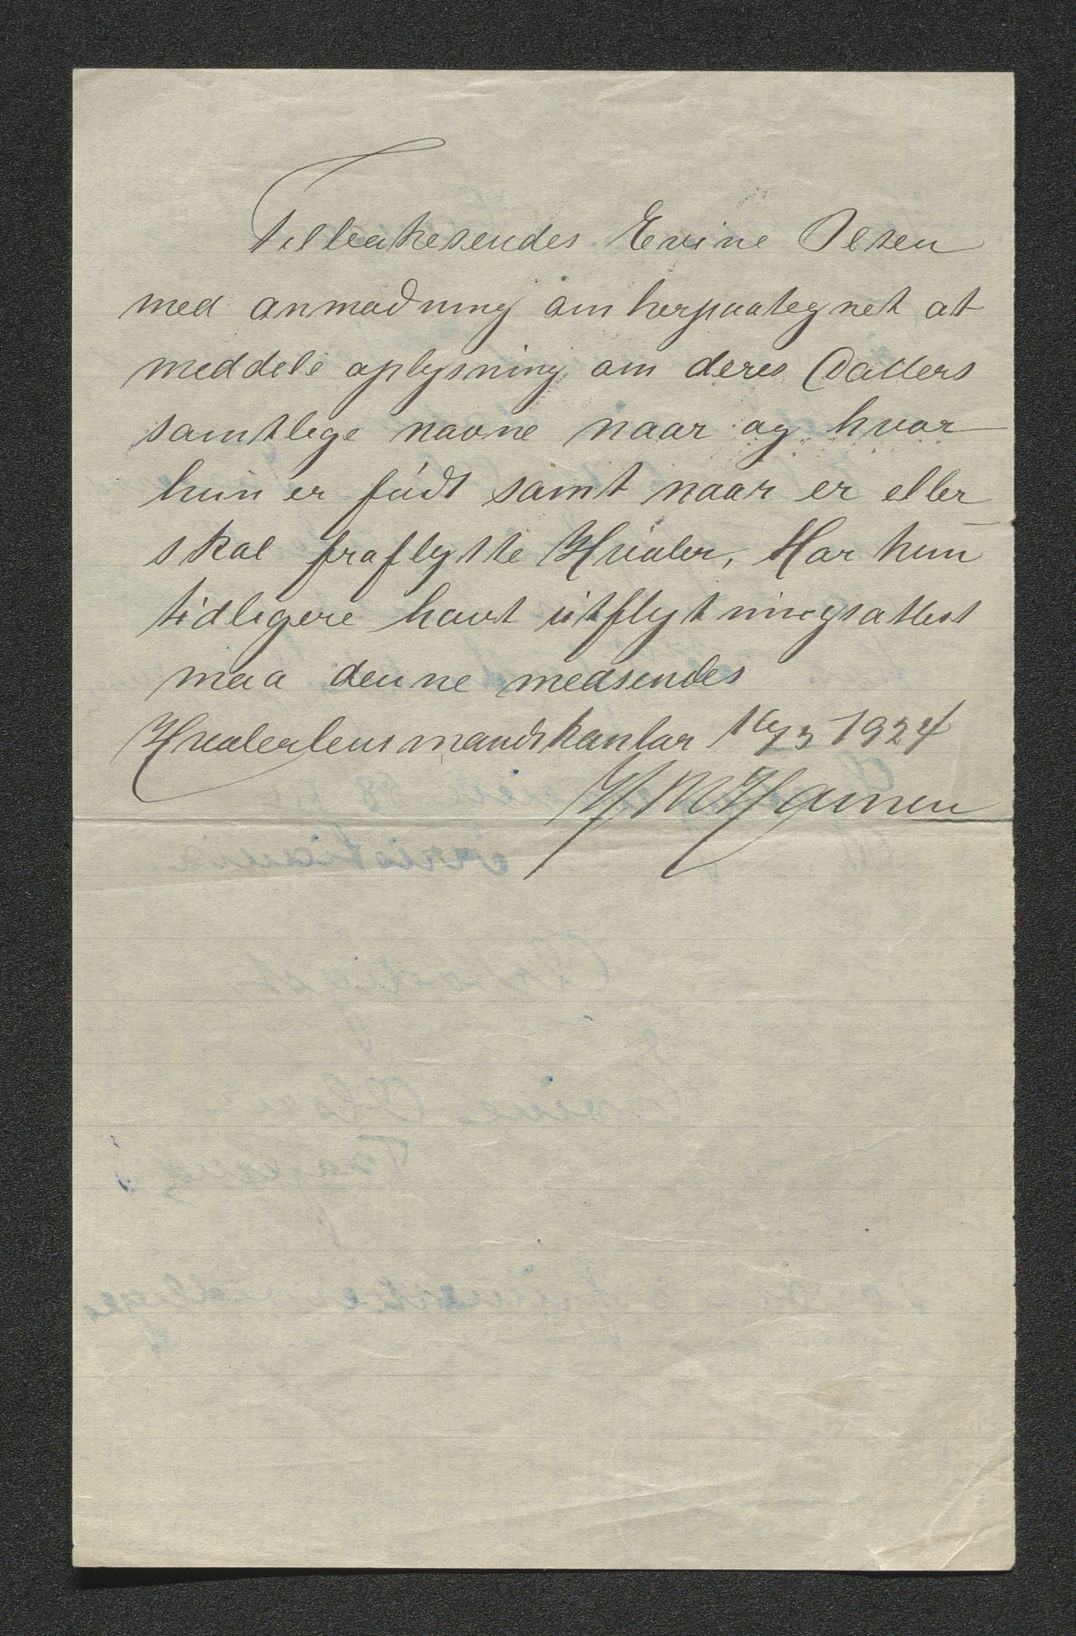 Tilbakesendes Evine Olsen
med anmodning om herpaategnet at
meddele oplysning om deres Datters
samtlige navne naar og hvor
hun er født samt naar er eller
skal fraflytte Hvaler, Har hun
tidligere havt utflytningsattest
maa denne medsendes
Hvalerlensmandskontor 16/3 1924